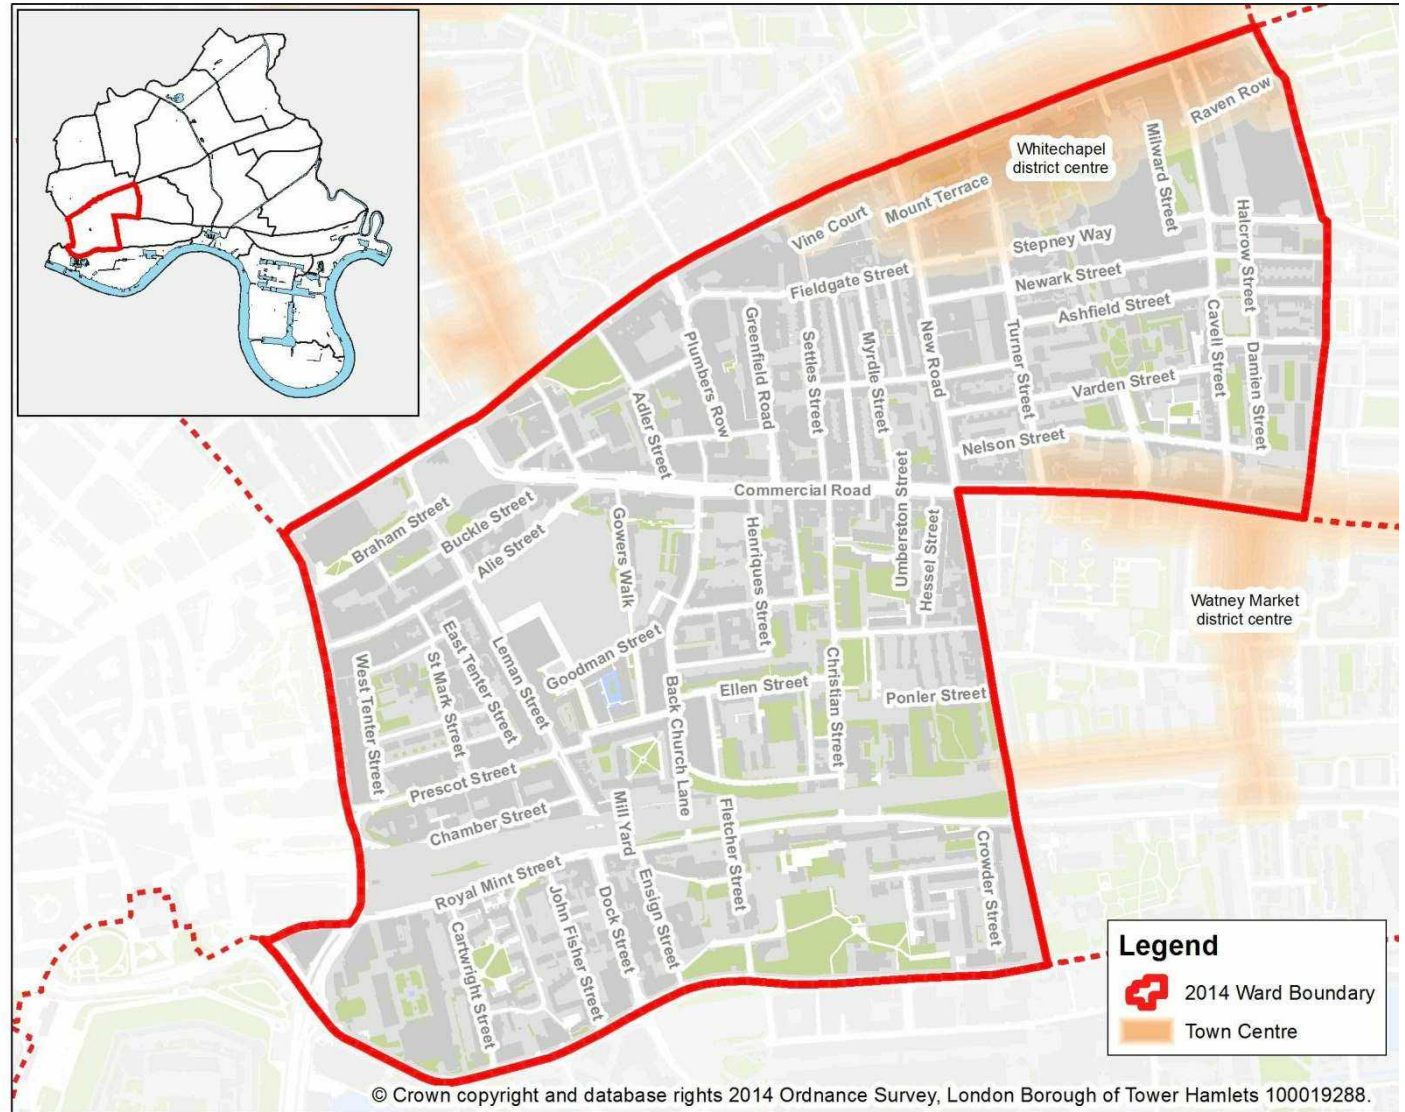 Raven Row
Whitechapel
district centre
Milward Street
Mount Terrace
Vine Court
Halcrow Street
Stepney Way
Fieldgate Street
Newark Street
Ashfield Street
Greenfield Road
Settles Street
Myrdle Street
New Road
Turner Street
Cavell Street
Plumbers Row
Damien Street
Varden Street
Adler Street
Nelson Street
Umberston Street
Commercial Road
Braham Street
Buckle Street
Alie Street
Gowers Walk
Henriques Street
Hessel Street
Watney Market
district centre
East Tenter Street
St Mark Street
West Tenter Street
Leman Street
Goodman Street
Back Church Lane
Ellen Street
Christian Street
Ponler Street
Prescot Street
Chamber Street
Mill Yard
Fletcher Street
Crowder Street
Royal Mint Street
Ensign Street
Dock Street
John Fisher Street
Cartwright Street
Legend
2014 Ward Boundary
Town Centre
© Crown copyright and database rights 2014 Ordnance Survey, London Borough of Tower Hamlets 100019288.